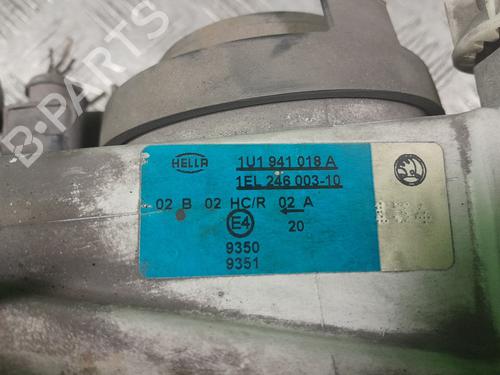 B-PARTS
HELLA
1U1 941 018 A
1EL 246 003-10
02 B 02 HC/R 02 A
E4
20
9350
9351